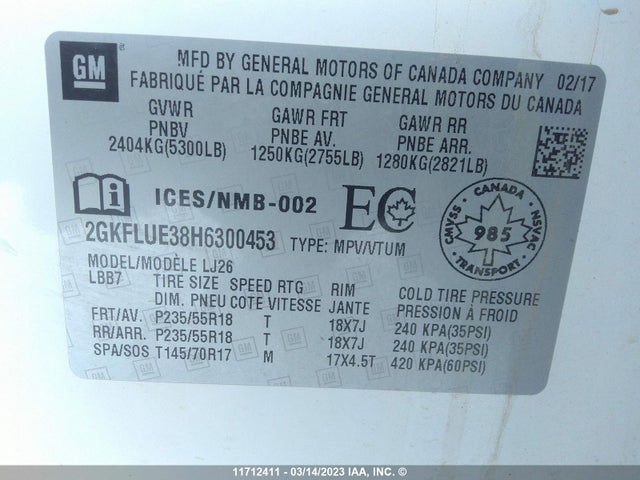 GM
MFD BY GENERAL MOTORS OF CANADA COMPANY 02/17
FABRIQUÉ PAR LA COMPAGNIE GENERAL MOTORS DU CANADA
GVWR GAWR FRT GAWR RR
PNBV PNBE AV. PNBE ARR.
2404KG(5300LB) 1250KG(2755LB) 1280KG(2821LB)
ICES/NMB-002 EC
CANADA
CMVSS 985 NSVAC
TRANSPORT
2GKFLUE38H6300453 TYPE: MPV/VTUM
MODEL/MODÈLE LJ26
LBB7 TIRE SIZE SPEED RTG RIM COLD TIRE PRESSURE
DIM. PNEU COTE VITESSE JANTE PRESSION À FROID
FRT/AV. P235/55R18 T 18X7J 240 KPA(35PSI)
RR/ARR. P235/55R18 T 18X7J 240 KPA(35PSI)
SPA/SOS T145/70R17 M 17X4.5T 420 KPA(60PSI)
11712411 - 03/14/2023 - IAA, INC. ©